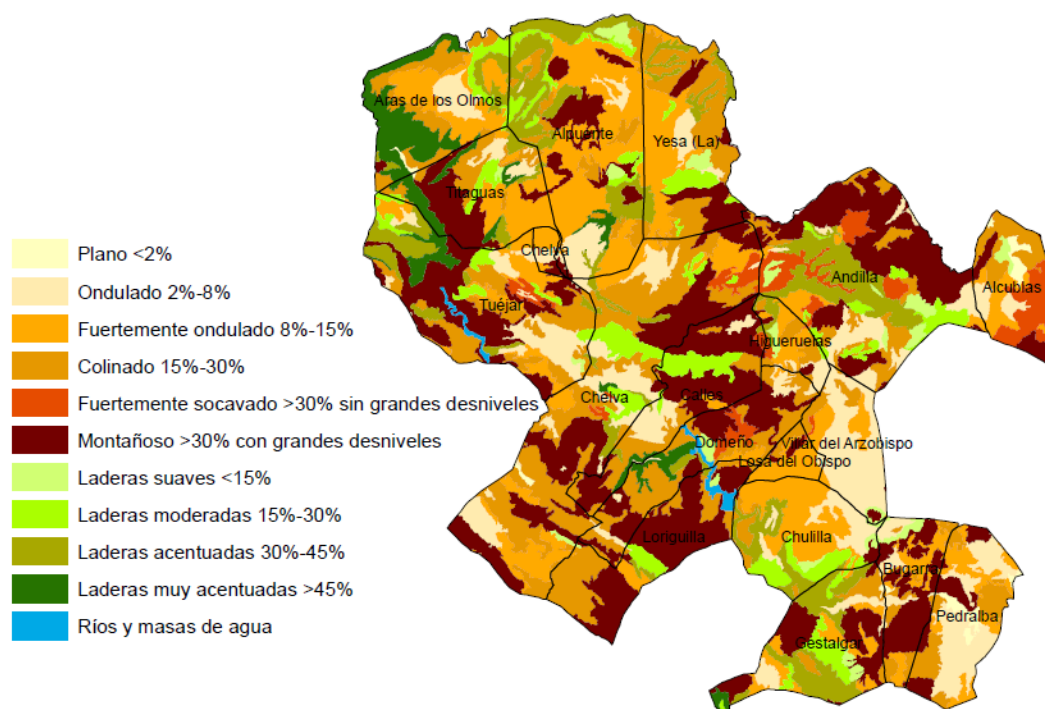 Plano <2%
Ondulado 2%-8%
Fuertemente ondulado 8%-15%
Colinado 15%-30%
Fuertemente socavado >30% sin grandes desniveles
Montañoso >30% con grandes desniveles
Laderas suaves <15%
Laderas moderadas 15%-30%
Laderas acentuadas 30%-45%
Laderas muy acentuadas >45%
Ríos y masas de agua
Aras de los Olmos
Alpuente
Yesa (La)
Titaguas
Chelva
Andilla
Alcublas
Tuéjar
Higueruelas
Chelva
Calles
Domeño
Villar del Arzobispo
Losa del Obispo
Loriguilla
Chulilla
Bugarra
Pedralba
Gestalgar